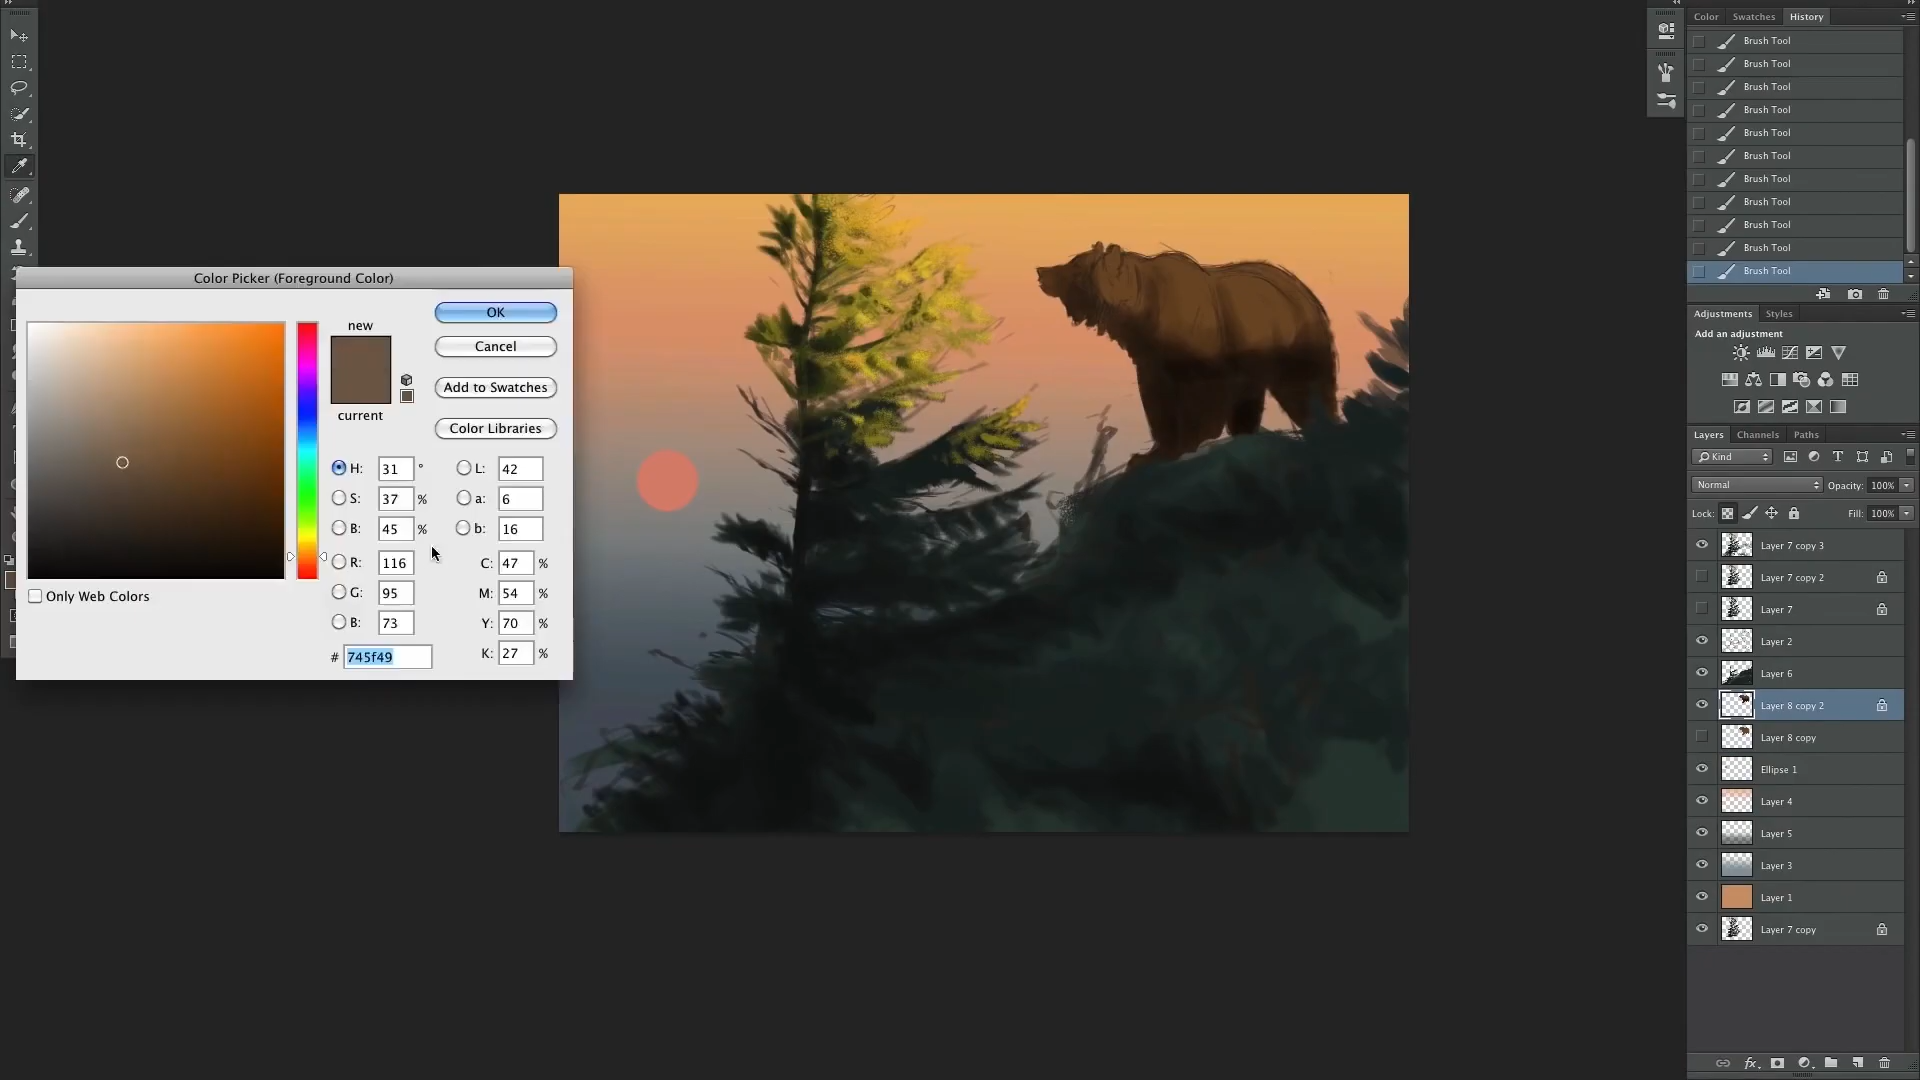 Color Picker (Foreground Color)
new
current
OK
Cancel
Add to Swatches
Color Libraries
H: 31 °
S: 37 %
B: 45 %
R: 116
G: 95
B: 73
# 745f49
L: 42
a: 6
b: 16
C: 47 %
M: 54 %
Y: 70 %
K: 27 %
Only Web Colors
Color Swatches History
Brush Tool
Brush Tool
Brush Tool
Brush Tool
Brush Tool
Brush Tool
Brush Tool
Brush Tool
Brush Tool
Brush Tool
Brush Tool
Adjustments Styles
Add an adjustment
Layers Channels Paths
Kind
Normal Opacity: 100%
Lock: Fill: 100%
Layer 7 copy 3
Layer 7 copy 2
Layer 7
Layer 2
Layer 6
Layer 8 copy 2
Layer 8 copy
Ellipse 1
Layer 4
Layer 5
Layer 3
Layer 1
Layer 7 copy
fx